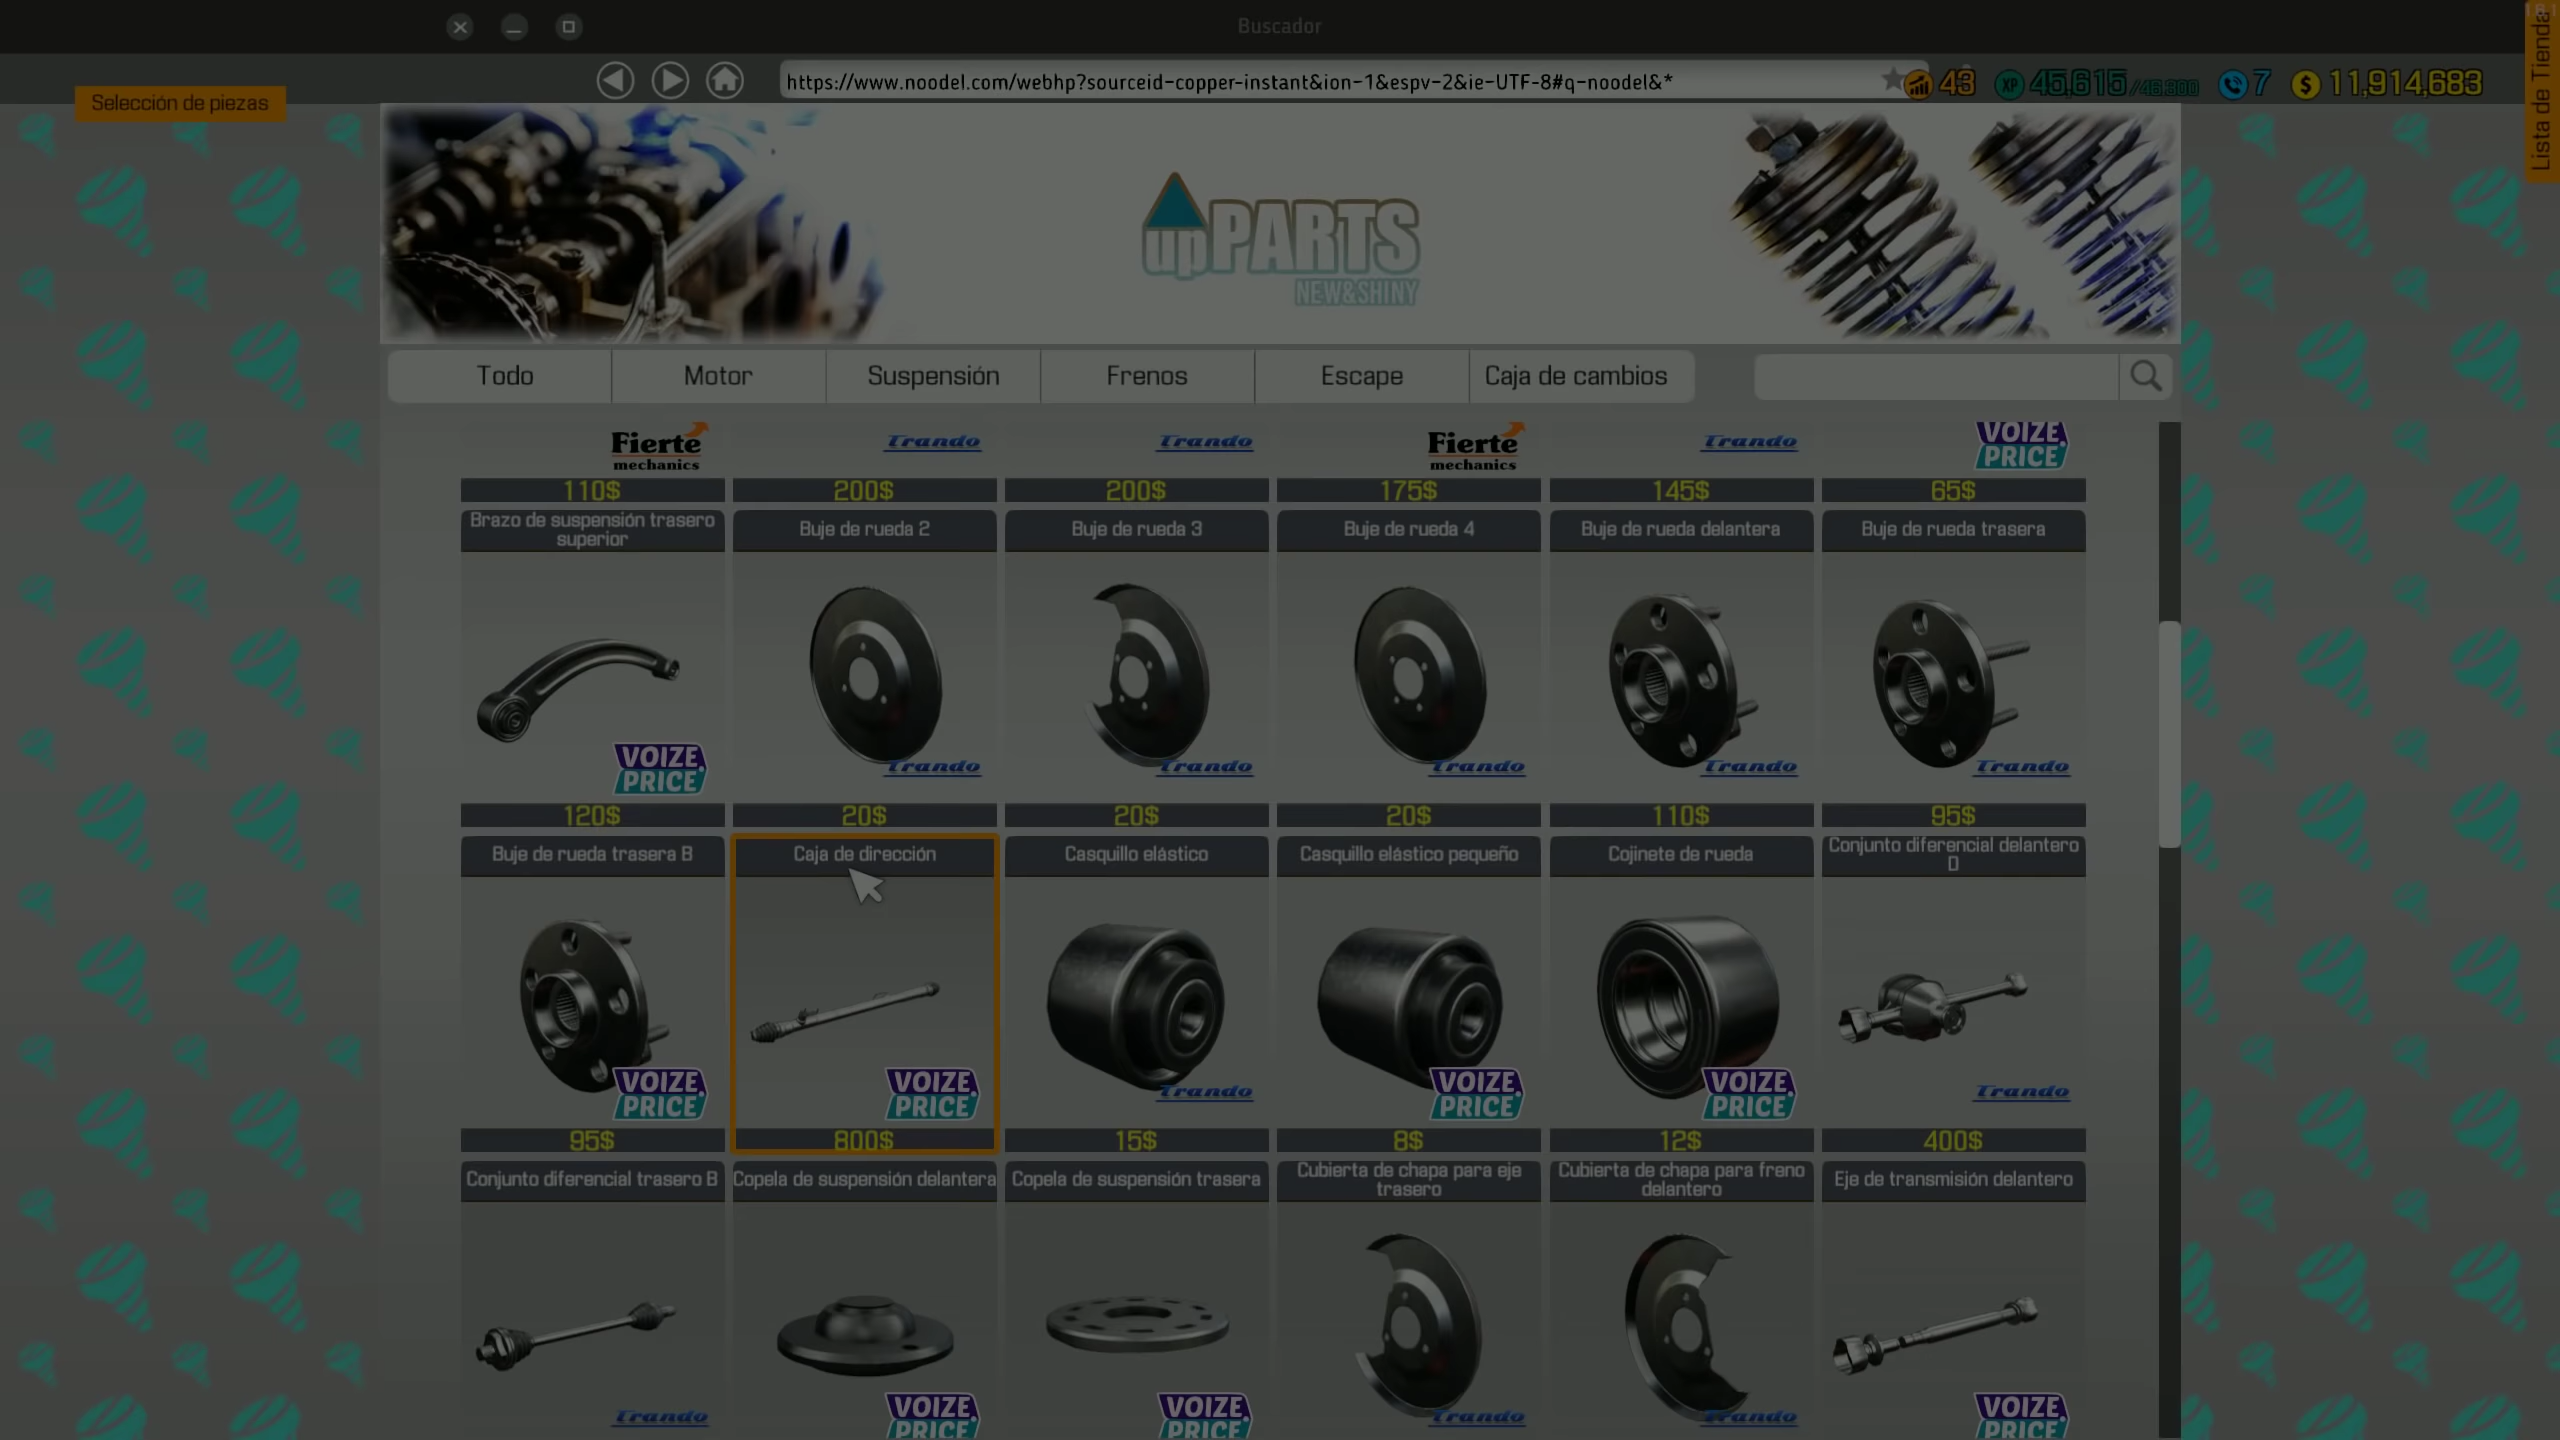 Buscador
https://www.noodel.com/webhp?sourceid-copper-instant&ion-1&espv-2&ie-UTF-8#q-noodel&*
43
XP 45,615/46,300
7
$ 11,914,683
Selección de piezas
Lista de Tienda
upPARTS
NEW&SHINY
Todo
Motor
Suspensión
Frenos
Escape
Caja de cambios
Fierte mechanics
Trando
Trando
Fierte mechanics
Trando
VOIZE PRICE
110$
200$
200$
175$
145$
65$
Brazo de suspensión trasero superior
Buje de rueda 2
Buje de rueda 3
Buje de rueda 4
Buje de rueda delantera
Buje de rueda trasera
VOIZE PRICE
Trando
Trando
Trando
Trando
Trando
120$
20$
20$
20$
110$
95$
Buje de rueda trasera B
Caja de dirección
Casquillo elástico
Casquillo elástico pequeño
Cojinete de rueda
Conjunto diferencial delantero D
VOIZE PRICE
VOIZE PRICE
Trando
VOIZE PRICE
VOIZE PRICE
Trando
95$
800$
15$
8$
12$
400$
Conjunto diferencial trasero B
Copela de suspensión delantera
Copela de suspensión trasera
Cubierta de chapa para eje trasero
Cubierta de chapa para freno delantero
Eje de transmisión delantero
Trando
VOIZE PRICE
VOIZE PRICE
Trando
Trando
VOIZE PRICE